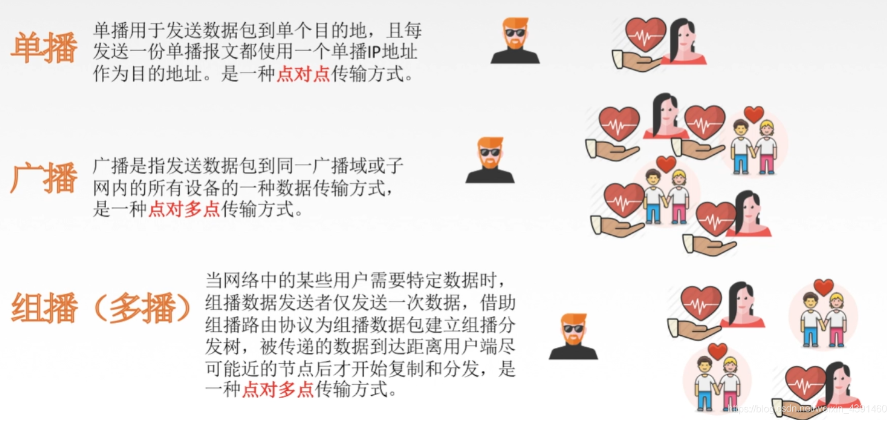 单播
单播用于发送数据包到单个目的地，且每
发送一份单播报文都使用一个单播IP地址
作为目的地址。是一种点对点传输方式。
广播
广播是指发送数据包到同一广播域或子
网内的所有设备的一种数据传输方式，
是一种点对多点传输方式。
组播（多播）
当网络中的某些用户需要特定数据时，
组播数据发送者仅发送一次数据，借助
组播路由协议为组播数据包建立组播分
发树，被传递的数据到达距离用户端尽
可能近的节点后才开始复制和分发，是
一种点对多点传输方式。